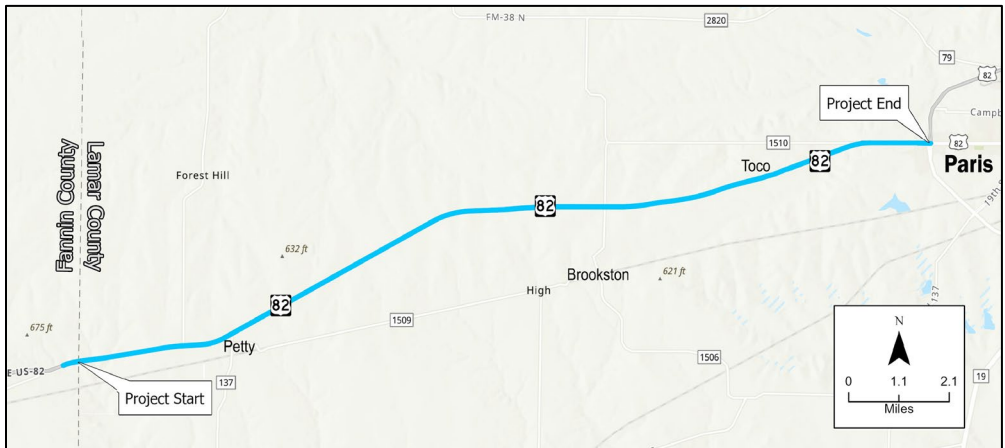 FM-38 N
2820
79
82
Project End
Campb
1510
82
82
Toco
Paris
Fannin County
Lamar County
Forest Hill
19th S
82
632 ft
Brookston
621 ft
137
High
82
675 ft
1509
N
Petty
1506
E US-82
137
19
0 1.1 2.1
Miles
Project Start